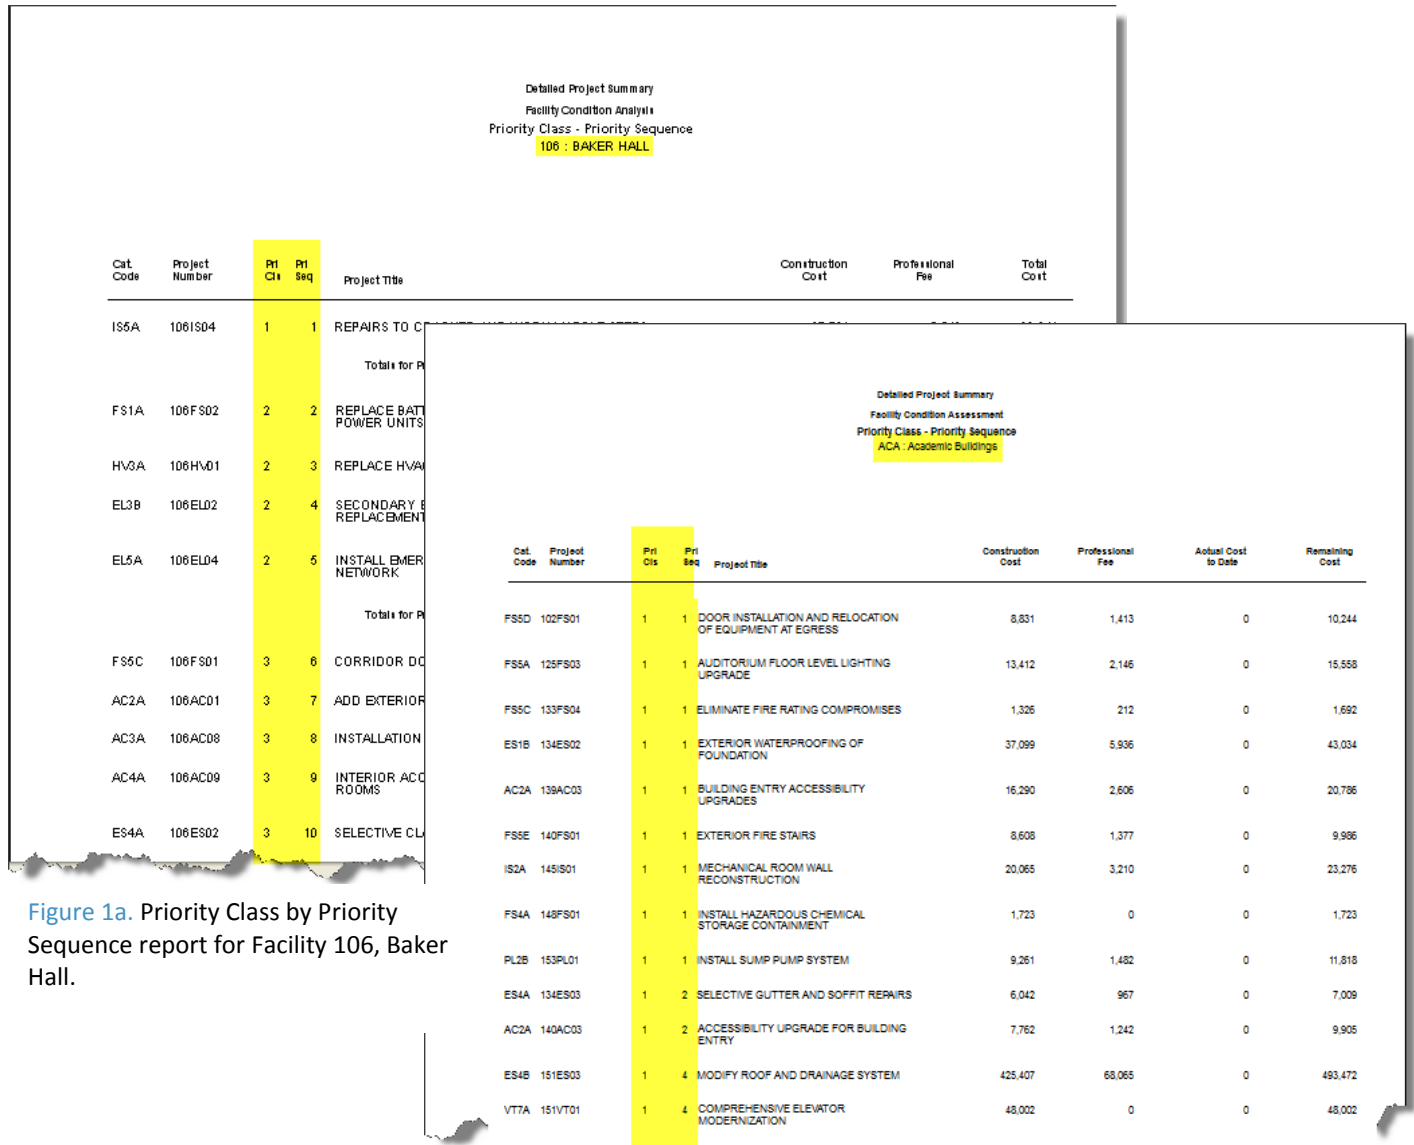 Detailed Project Summary
Facility Condition Analysis
Priority Class - Priority Sequence
106 : BAKER HALL
Cat. Project Pri Pri Construction Professional Total
Code Number Cls Seq Project Title Cost Fee Cost
IS5A 106IS04 1 1 REPAIRS TO
Totals for
FS1A 106FS02 2 2 REPLACE BATT
POWER UNITS
HV3A 106HV01 2 3 REPLACE HVA
EL3B 106EL02 2 4 SECONDARY
REPLACEMENT
EL5A 106EL04 2 5 INSTALL EMER
NETWORK
Totals for
FS5C 106FS01 3 6 CORRIDOR DO
AC2A 106AC01 3 7 ADD EXTERIOR
AC3A 106AC08 3 8 INSTALLATION
AC4A 106AC09 3 9 INTERIOR ACC
ROOMS
ES4A 106ES02 3 10 SELECTIVE CL
Figure 1a. Priority Class by Priority
Sequence report for Facility 106, Baker
Hall.
Detailed Project Summary
Facility Condition Assessment
Priority Class - Priority Sequence
ACA : Academic Buildings
Cat. Project Pri Pri Construction Professional Actual Cost Remaining
Code Number Cls Seq Project Title Cost Fee to Date Cost
FS5D 102FS01 1 1 DOOR INSTALLATION AND RELOCATION 8,831 1,413 0 10,244
OF EQUIPMENT AT EGRESS
FS5A 125FS03 1 1 AUDITORIUM FLOOR LEVEL LIGHTING 13,412 2,146 0 15,558
UPGRADE
FS5C 133FS04 1 1 ELIMINATE FIRE RATING COMPROMISES 1,326 212 0 1,692
ES1B 134ES02 1 1 EXTERIOR WATERPROOFING OF 37,099 5,936 0 43,034
FOUNDATION
AC2A 139AC03 1 1 BUILDING ENTRY ACCESSIBILITY 16,290 2,606 0 20,786
UPGRADES
FS5E 140FS01 1 1 EXTERIOR FIRE STAIRS 8,608 1,377 0 9,986
IS2A 145IS01 1 1 MECHANICAL ROOM WALL 20,065 3,210 0 23,276
RECONSTRUCTION
FS4A 148FS01 1 1 INSTALL HAZARDOUS CHEMICAL 1,723 0 0 1,723
STORAGE CONTAINMENT
PL2B 153PL01 1 1 INSTALL SUMP PUMP SYSTEM 9,261 1,482 0 11,818
ES4A 134ES03 1 2 SELECTIVE GUTTER AND SOFFIT REPAIRS 6,042 967 0 7,009
AC2A 140AC03 1 2 ACCESSIBILITY UPGRADE FOR BUILDING 7,762 1,242 0 9,905
ENTRY
ES4B 151ES03 1 4 MODIFY ROOF AND DRAINAGE SYSTEM 425,407 68,065 0 493,472
VT7A 151VT01 1 4 COMPREHENSIVE ELEVATOR 48,002 0 0 48,002
MODERNIZATION